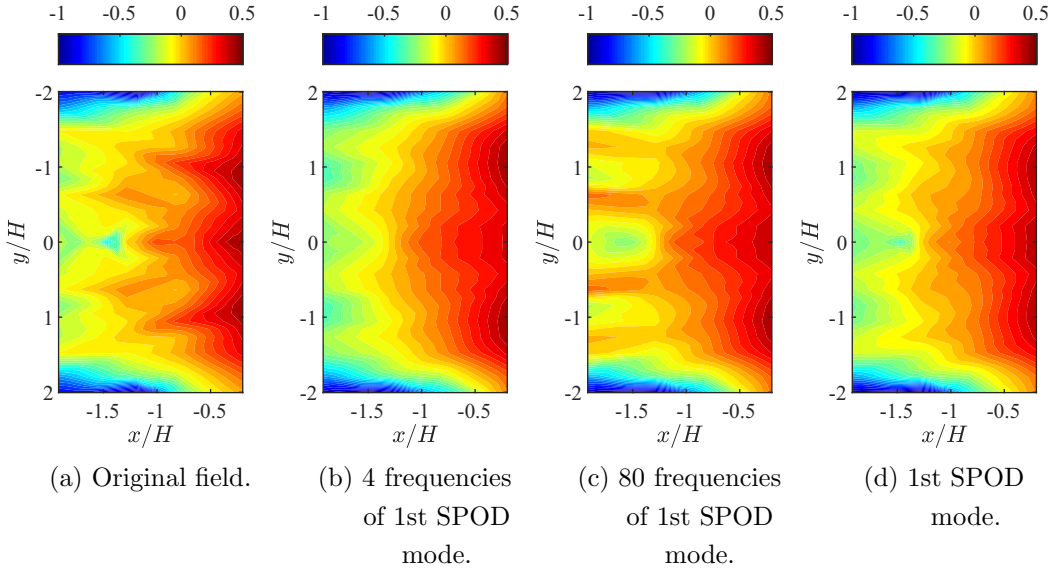 -1 -0.5 0 0.5 -1 -0.5 0 0.5 -1 -0.5 0 0.5 -1 -0.5 0 0.5
-2 2 2 2
-1 1 1 1
y/H 0 y/H 0 y/H 0 y/H 0
1 -1 -1 -1
2 2 2 2
-1.5 -1 -0.5 -1.5 -1 -0.5 -1.5 -1 -0.5 -1.5 -1 -0.5
x/H x/H x/H x/H
(a) Original field.
(b) 4 frequencies
of 1st SPOD
mode.
(c) 80 frequencies
of 1st SPOD
mode.
(d) 1st SPOD
mode.